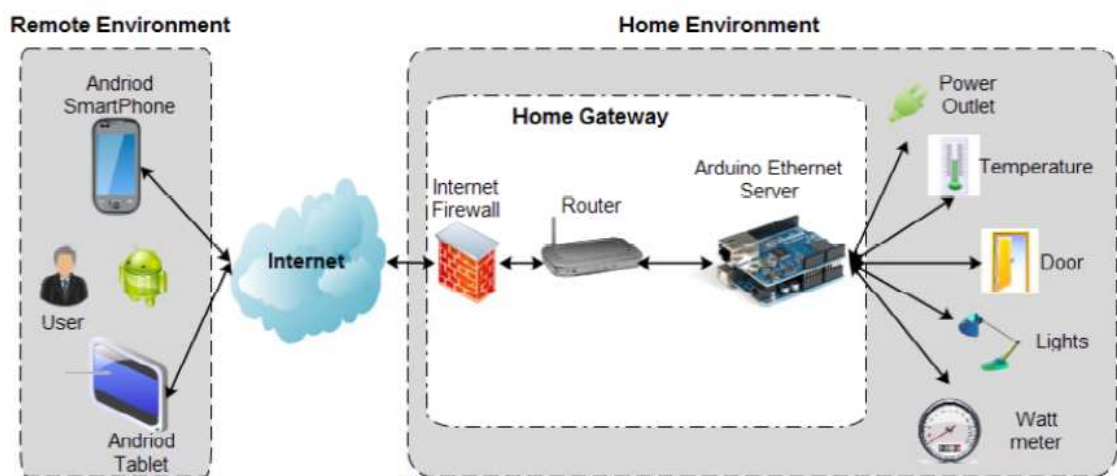 Remote Environment
Home Environment
Andriod
SmartPhone
User
Andriod
Tablet
Internet
Home Gateway
Internet
Firewall
Router
Arduino Ethernet
Server
Power
Outlet
Temperature
Door
Lights
Watt
meter